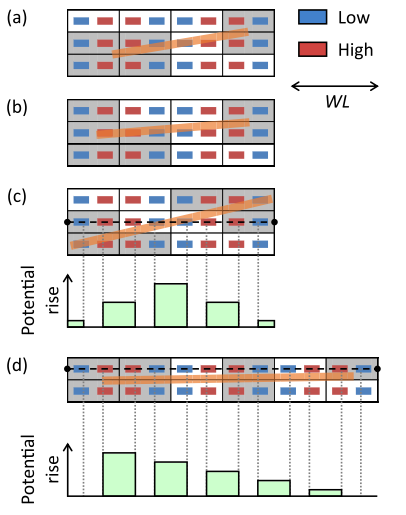 (a)
Low
High
WL
(b)
(c)
Potential
rise
(d)
Potential
rise